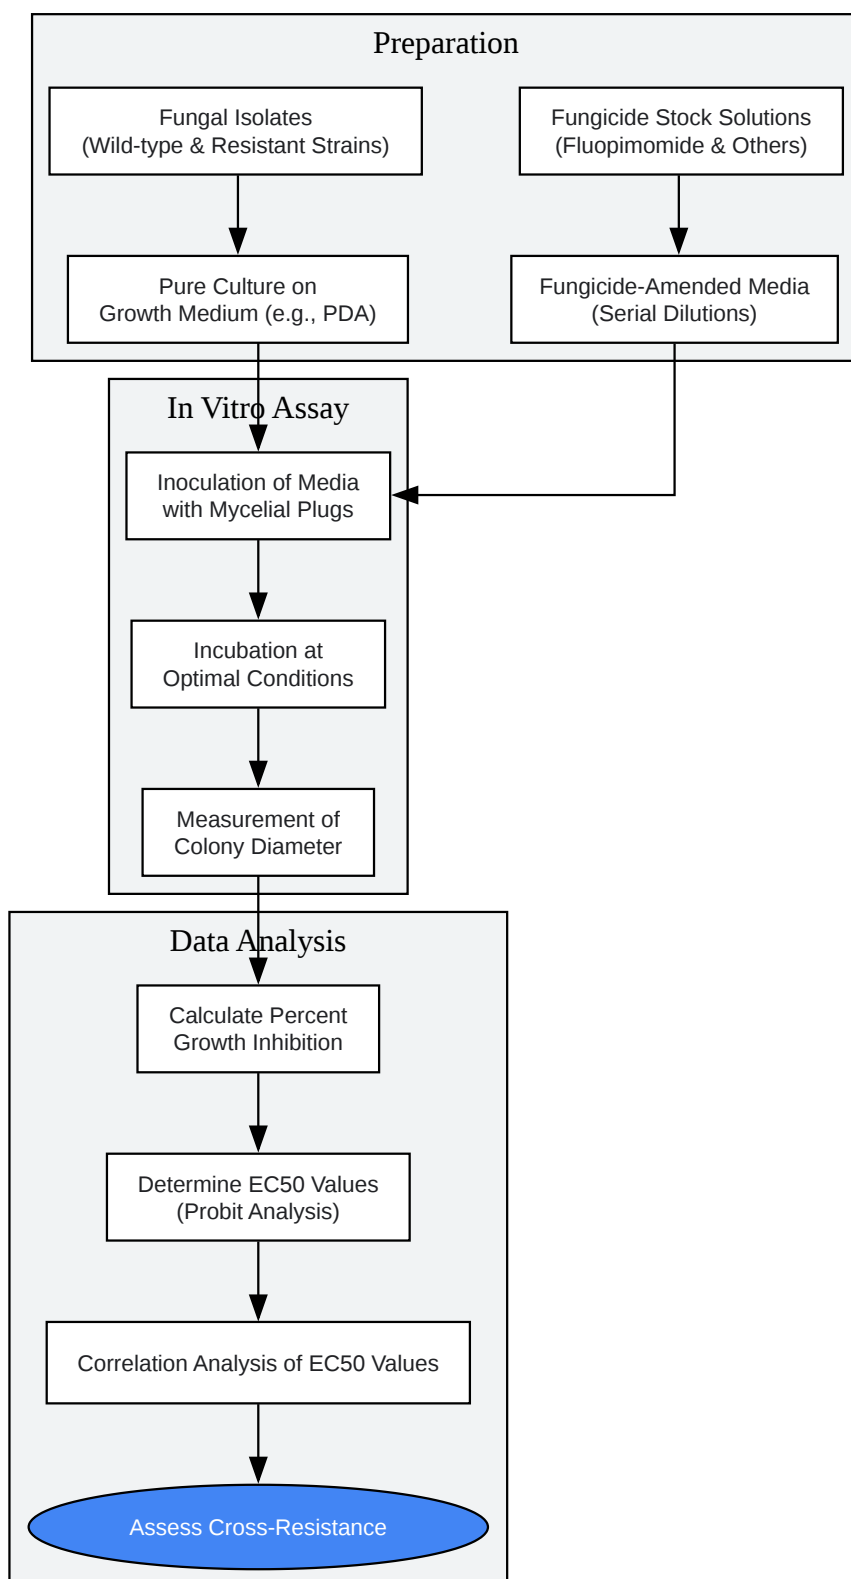 Preparation
Fungal Isolates
(Wild-type & Resistant Strains)
Fungicide Stock Solutions
(Fluopimomide & Others)
Pure Culture on
Growth Medium (e.g., PDA)
Fungicide-Amended Media
(Serial Dilutions)
In Vitro Assay
Inoculation of Media
with Mycelial Plugs
Incubation at
Optimal Conditions
Measurement of
Colony Diameter
Data Analysis
Calculate Percent
Growth Inhibition
Determine EC50 Values
(Probit Analysis)
Correlation Analysis of EC50 Values
Assess Cross-Resistance